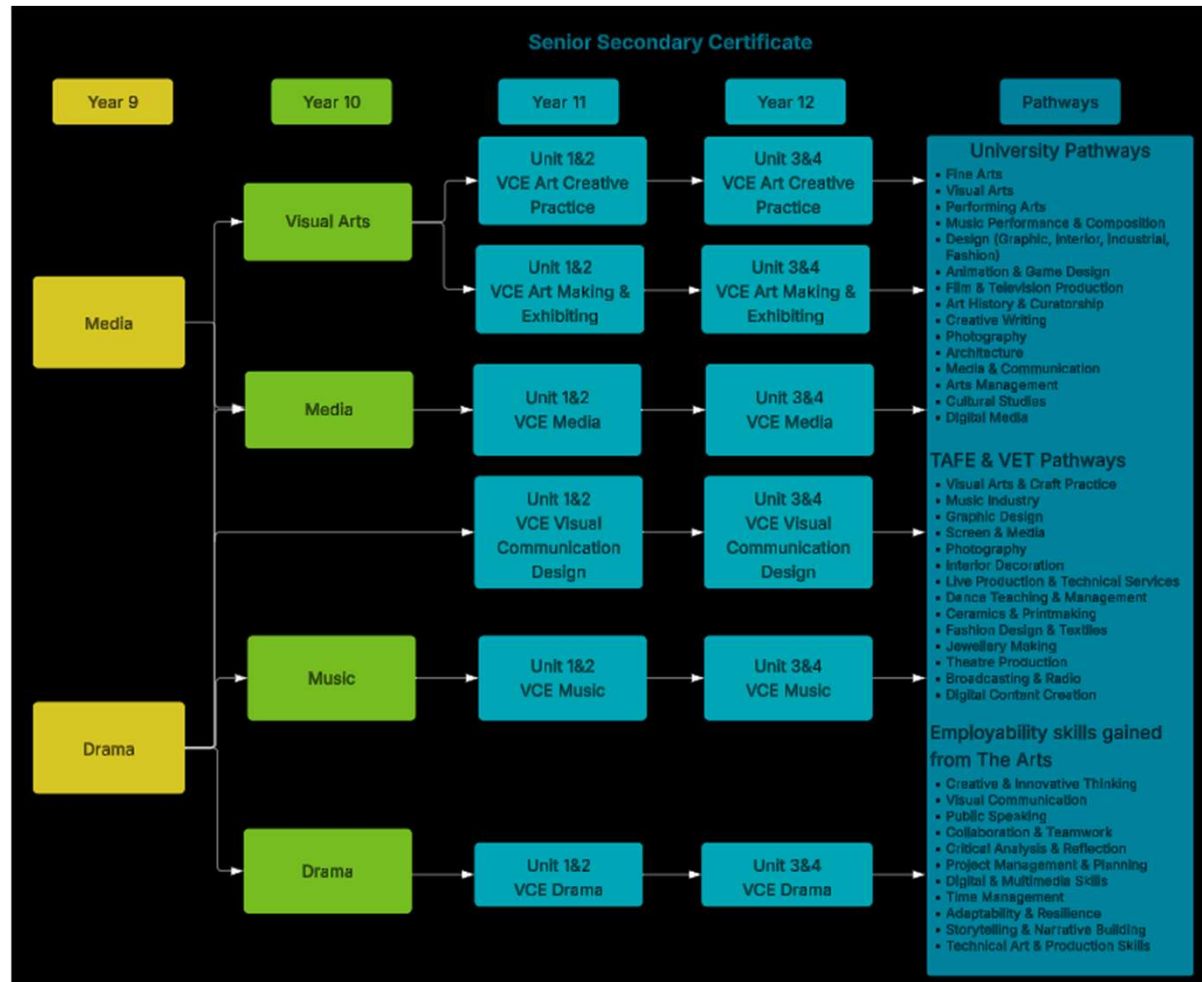 Senior Secondary Certificate
Year 9
Year 10
Year 11
Year 12
Pathways
Media
Drama
Visual Arts
Media
Music
Drama
Unit 1&2
VCE Art Creative
Practice
Unit 1&2
VCE Art Making &
Exhibiting
Unit 1&2
VCE Media
Unit 1&2
VCE Visual
Communication
Design
Unit 1&2
VCE Music
Unit 1&2
VCE Drama
Unit 3&4
VCE Art Creative
Practice
Unit 3&4
VCE Art Making &
Exhibiting
Unit 3&4
VCE Media
Unit 3&4
VCE Visual
Communication
Design
Unit 3&4
VCE Music
Unit 3&4
VCE Drama
University Pathways
• Fine Arts
• Visual Arts
• Performing Arts
• Music Performance & Composition
• Design (Graphic, Interior, Industrial,
Fashion)
• Animation & Game Design
• Film & Television Production
• Art History & Curatorship
• Creative Writing
• Photography
• Architecture
• Media & Communication
• Arts Management
• Cultural Studies
• Digital Media
TAFE & VET Pathways
• Visual Arts & Craft Practice
• Music Industry
• Graphic Design
• Screen & Media
• Photography
• Interior Decoration
• Live Production & Technical Services
• Dance Teaching & Management
• Ceramics & Printmaking
• Fashion Design & Textiles
• Jewellery Making
• Theatre Production
• Broadcasting & Radio
• Digital Content Creation
Employability skills gained
from The Arts
• Creative & Innovative Thinking
• Visual Communication
• Public Speaking
• Collaboration & Teamwork
• Critical Analysis & Reflection
• Project Management & Planning
• Digital & Multimedia Skills
• Time Management
• Adaptability & Resilience
• Storytelling & Narrative Building
• Technical Art & Production Skills